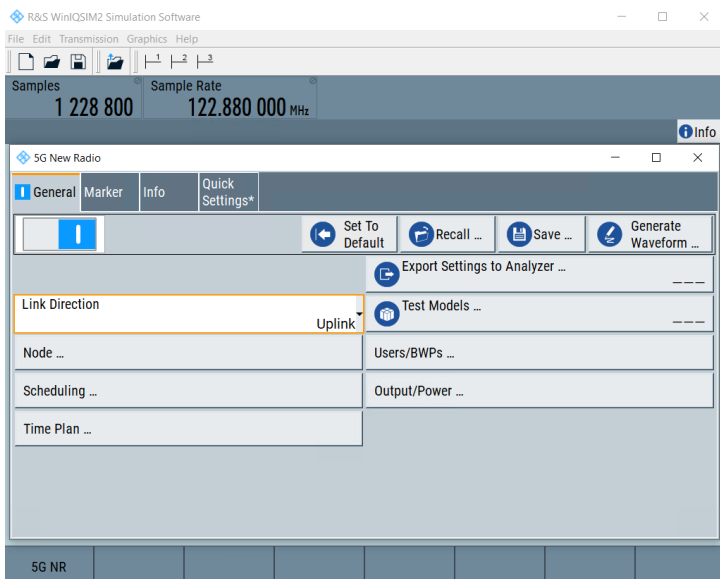 R&S WinIQSIM2 Simulation Software
File Edit Transmission Graphics Help
1 2 3
Samples
1 228 800
Sample Rate
122.880 000 MHz
Info
5G New Radio
General
Marker
Info
Quick
Settings*
Set To
Default
Recall ...
Save ...
Generate
Waveform ...
Export Settings to Analyzer ...
---
Link Direction
Uplink
Test Models ...
---
Node ...
Users/BWPs ...
Scheduling ...
Output/Power ...
Time Plan ...
5G NR